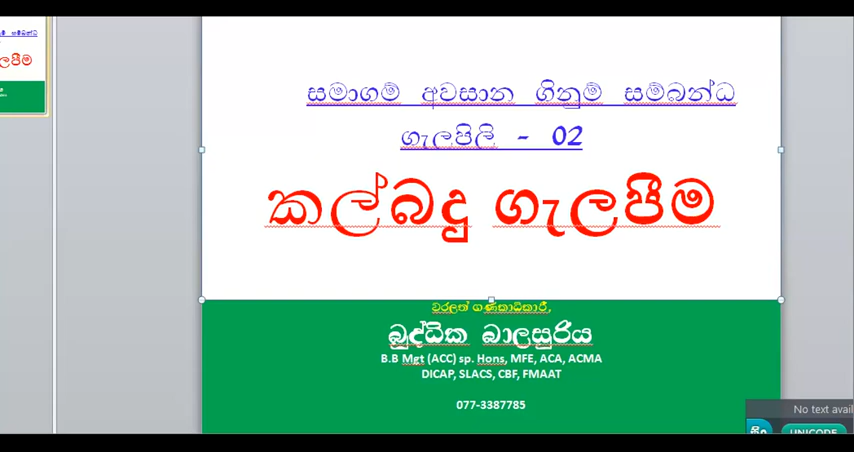 සමාගම් අවසාන ගිනුම් සම්බන්ධ
ගැලපිලි - 02
කල්බදු ගැලපීම
වරලත් ගණකාධිකාරී,
බුද්ධික බාලසූරිය
B.B Mgt (ACC) sp. Hons, MFE, ACA, ACMA
DICAP, SLACS, CBF, FMAAT
077-3387785
No text avail
සිං UNICODE